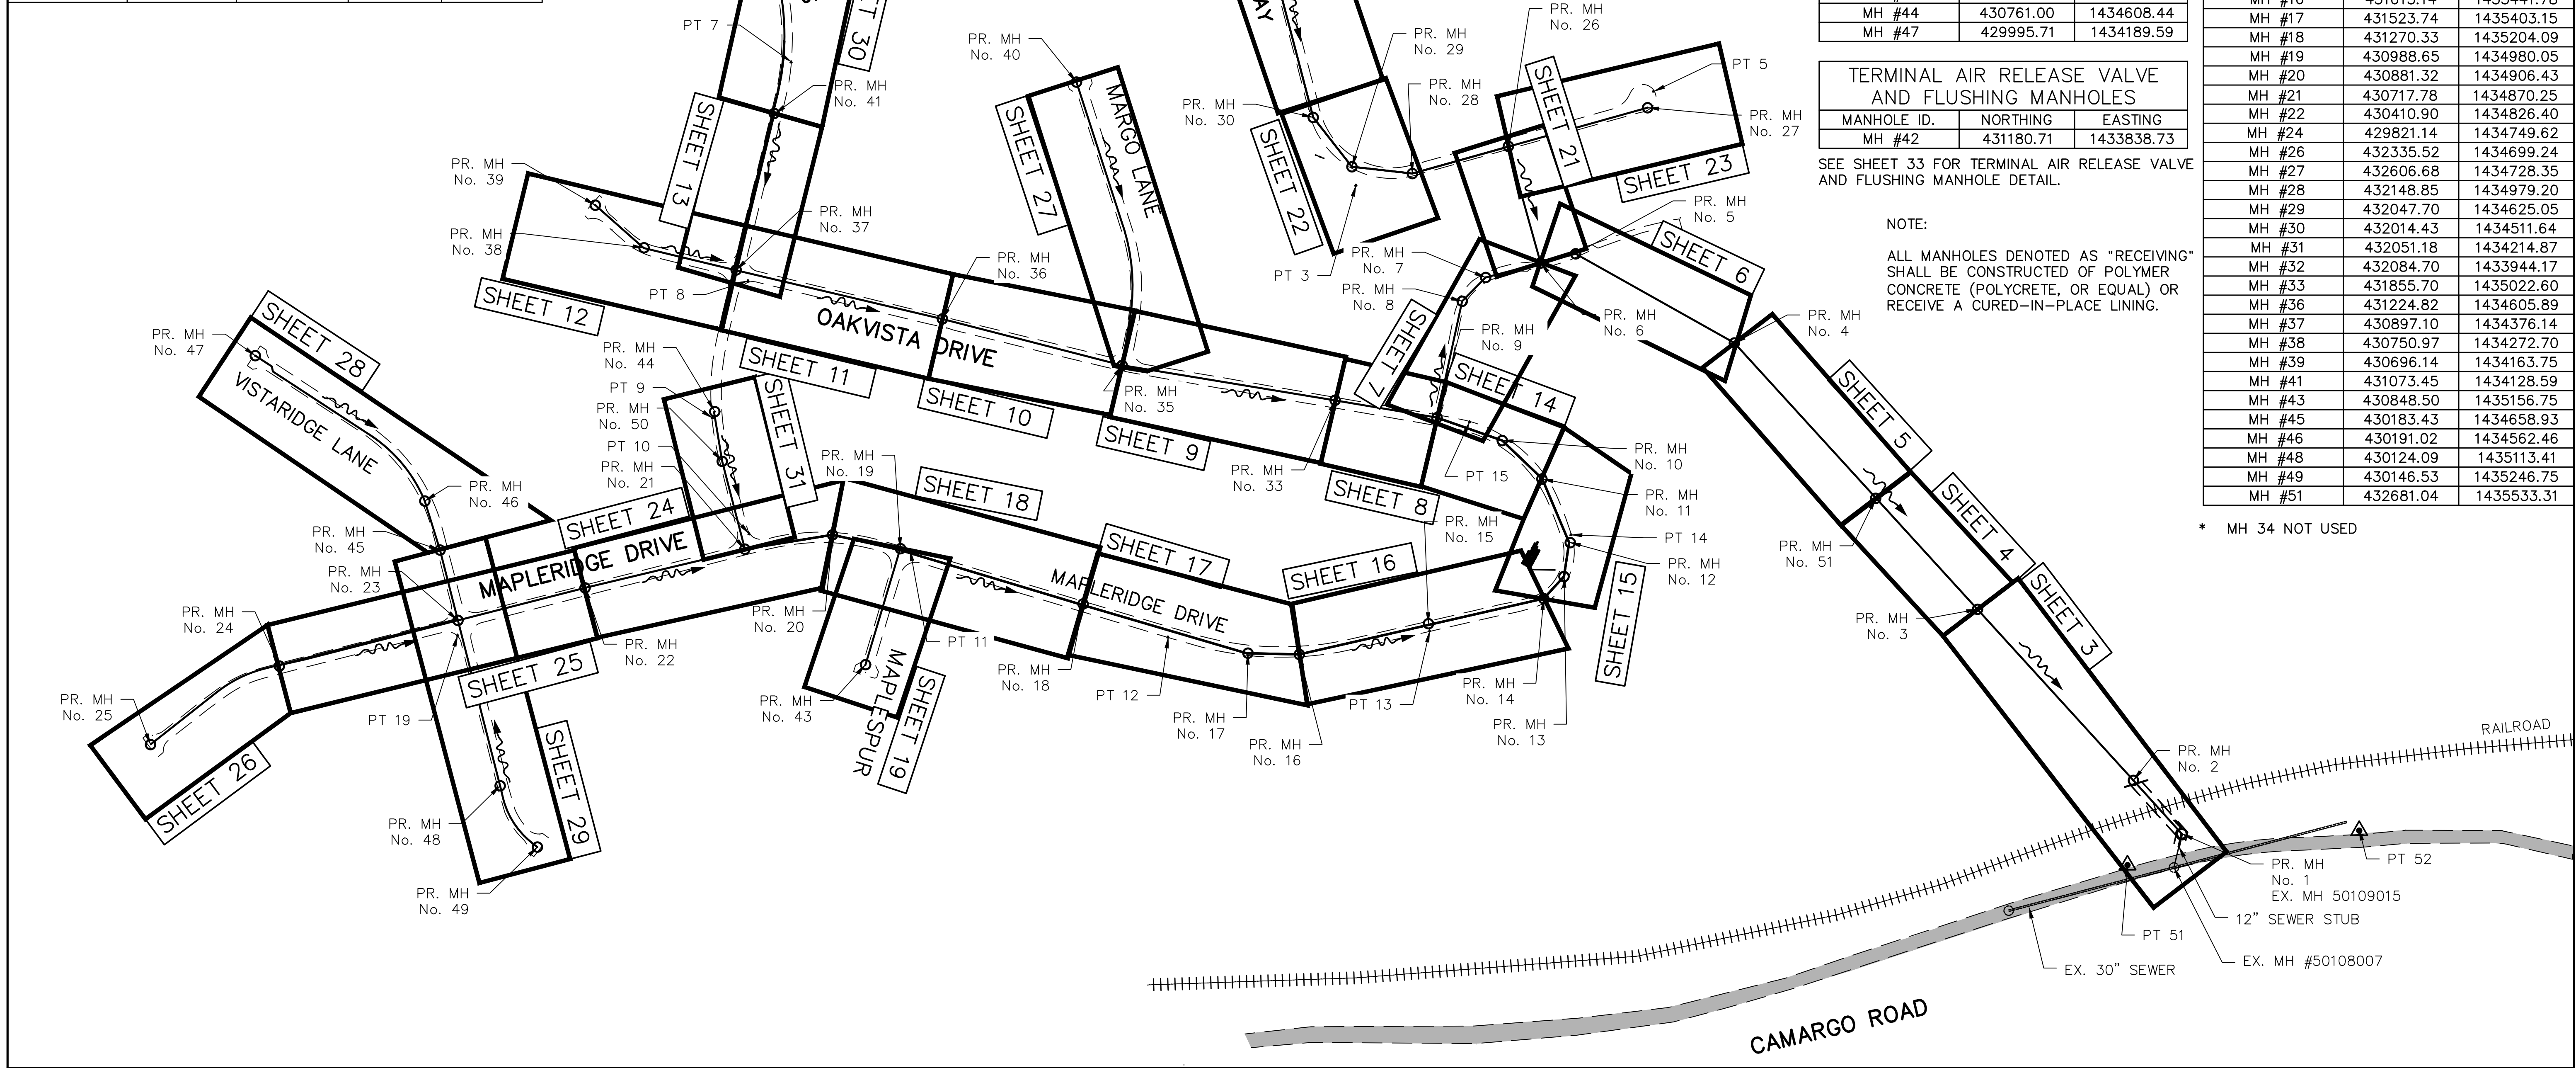 PT 7
SHEET 30
PR. MH
No. 41
PR. MH
No. 40
MARGO LANE
PR. MH
No. 26
PR. MH
No. 29
PR. MH
No. 28
PR. MH
No. 30
PT 5
PR. MH
No. 27
SHEET 21
SHEET 23
SHEET 22
SHEET 13
SHEET 27
PR. MH
No. 39
PR. MH
No. 38
PR. MH
No. 37
PR. MH
No. 36
PT 8
PT 3
PR. MH
No. 5
PR. MH
No. 7
PR. MH
No. 8
PR. MH
No. 9
PR. MH
No. 6
SHEET 6
PR. MH
No. 4
SHEET 12
OAKVISTA DRIVE
SHEET 11
SHEET 10
SHEET 9
PR. MH
No. 35
SHEET 7
SHEET 14
SHEET 5
SHEET 28
PR. MH
No. 47
VISTARIDGE LANE
PR. MH
No. 44
PT 9
PR. MH
No. 50
PT 10
PR. MH
No. 21
SHEET 31
PR. MH
No. 19
PR. MH
No. 33
SHEET 8
PT 15
PR. MH
No. 10
PR. MH
No. 11
PR. MH
No. 15
PT 14
PR. MH
No. 12
PR. MH
No. 46
PR. MH
No. 45
PR. MH
No. 23
SHEET 24
MAPLERIDGE DRIVE
SHEET 18
SHEET 17
SHEET 16
MAPLERIDGE DRIVE
SHEET 15
PR. MH
No. 51
SHEET 4
PR. MH
No. 3
SHEET 3
PR. MH
No. 24
PR. MH
No. 25
SHEET 26
PT 19
SHEET 25
PR. MH
No. 22
PR. MH
No. 20
PR. MH
No. 43
MAPLESPUR
SHEET 19
PT 11
PR. MH
No. 18
PT 12
PR. MH
No. 17
PR. MH
No. 16
PT 13
PR. MH
No. 14
PR. MH
No. 13
PR. MH
No. 48
PR. MH
No. 49
SHEET 29
RAILROAD
PR. MH
No. 2
PT 52
PR. MH
No. 1
EX. MH 50109015
12" SEWER STUB
PT 51
EX. 30" SEWER
EX. MH #50108007
CAMARGO ROAD
MH #44 430761.00 1434608.44
MH #47 429995.71 1434189.59
TERMINAL AIR RELEASE VALVE
AND FLUSHING MANHOLES
MANHOLE ID. NORTHING EASTING
MH #42 431180.71 1433838.73
SEE SHEET 33 FOR TERMINAL AIR RELEASE VALVE
AND FLUSHING MANHOLE DETAIL.
NOTE:
ALL MANHOLES DENOTED AS "RECEIVING"
SHALL BE CONSTRUCTED OF POLYMER
CONCRETE (POLYCRETE, OR EQUAL) OR
RECEIVE A CURED-IN-PLACE LINING.
MH #17 431523.74 1435403.15
MH #18 431270.33 1435204.09
MH #19 430988.65 1434980.05
MH #20 430881.32 1434906.43
MH #21 430717.78 1434870.25
MH #22 430410.90 1434826.40
MH #24 429821.14 1434749.62
MH #26 432335.52 1434699.24
MH #27 432606.68 1434728.35
MH #28 432148.85 1434979.20
MH #29 432047.70 1434625.05
MH #30 432014.43 1434511.64
MH #31 432051.18 1434214.87
MH #32 432084.70 1433944.17
MH #33 431855.70 1435022.60
MH #36 431224.82 1434605.89
MH #37 430897.10 1434376.14
MH #38 430750.97 1434272.70
MH #39 430696.14 1434163.75
MH #41 431073.45 1434128.59
MH #43 430848.50 1435156.75
MH #45 430183.43 1434658.93
MH #46 430191.02 1434562.46
MH #48 430124.09 1435113.41
MH #49 430146.53 1435246.75
MH #51 432681.04 1435533.31
* MH 34 NOT USED